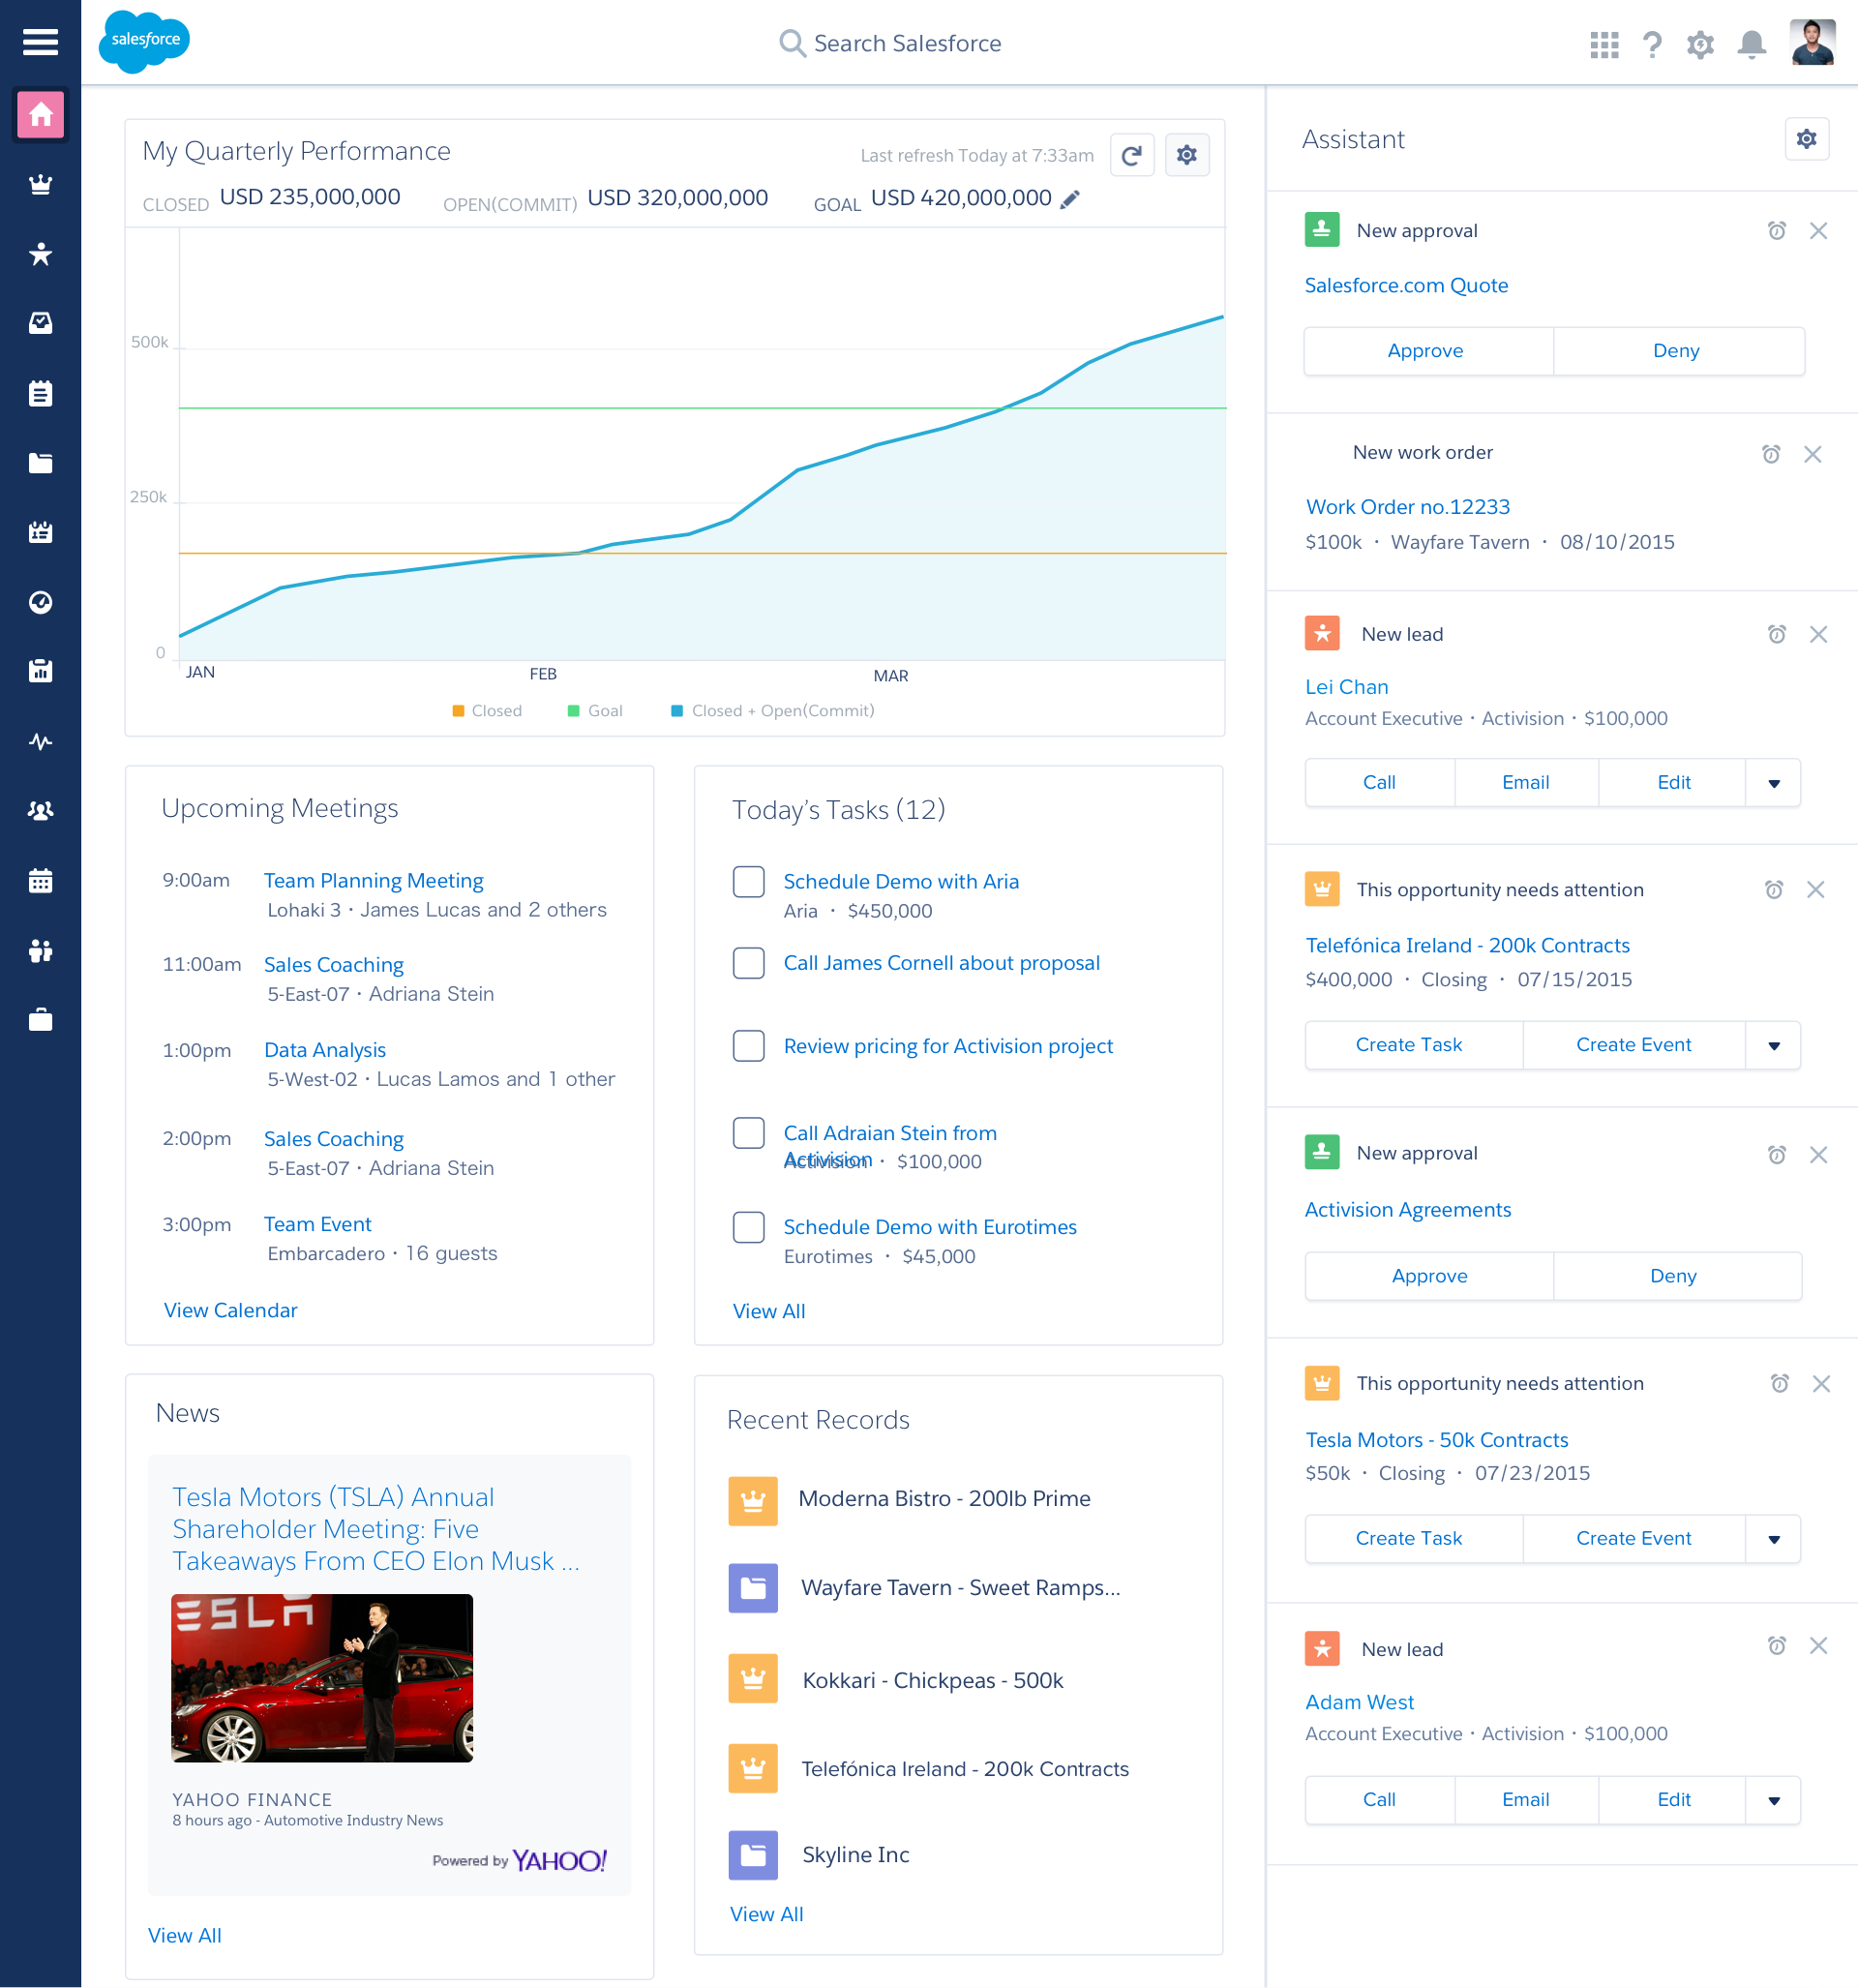 salesforce
Search Salesforce
?
My Quarterly Performance
Last refresh Today at 7:33am
CLOSED USD 235,000,000 OPEN(COMMIT) USD 320,000,000 GOAL USD 420,000,000
500k
250k
0
JAN FEB MAR
Closed Goal Closed + Open(Commit)
Upcoming Meetings
9:00am Team Planning Meeting
Lohaki 3 · James Lucas and 2 others
11:00am Sales Coaching
5-East-07 · Adriana Stein
1:00pm Data Analysis
5-West-02 · Lucas Lamos and 1 other
2:00pm Sales Coaching
5-East-07 · Adriana Stein
3:00pm Team Event
Embarcadero · 16 guests
View Calendar
Today’s Tasks (12)
Schedule Demo with Aria
Aria · $450,000
Call James Cornell about proposal
Review pricing for Activision project
Call Adraian Stein from
Activision
Activision · $100,000
Schedule Demo with Eurotimes
Eurotimes · $45,000
View All
News
Tesla Motors (TSLA) Annual
Shareholder Meeting: Five
Takeaways From CEO Elon Musk ...
ESLA
YAHOO FINANCE
8 hours ago - Automotive Industry News
Powered by YAHOO!
View All
Recent Records
Moderna Bistro - 200lb Prime
Wayfare Tavern - Sweet Ramps...
Kokkari - Chickpeas - 500k
Telefónica Ireland - 200k Contracts
Skyline Inc
View All
Assistant
New approval
Salesforce.com Quote
Approve Deny
New work order
Work Order no.12233
$100k · Wayfare Tavern · 08/10/2015
New lead
Lei Chan
Account Executive · Activision · $100,000
Call Email Edit
This opportunity needs attention
Telefónica Ireland - 200k Contracts
$400,000 · Closing · 07/15/2015
Create Task Create Event
New approval
Activision Agreements
Approve Deny
This opportunity needs attention
Tesla Motors - 50k Contracts
$50k · Closing · 07/23/2015
Create Task Create Event
New lead
Adam West
Account Executive · Activision · $100,000
Call Email Edit